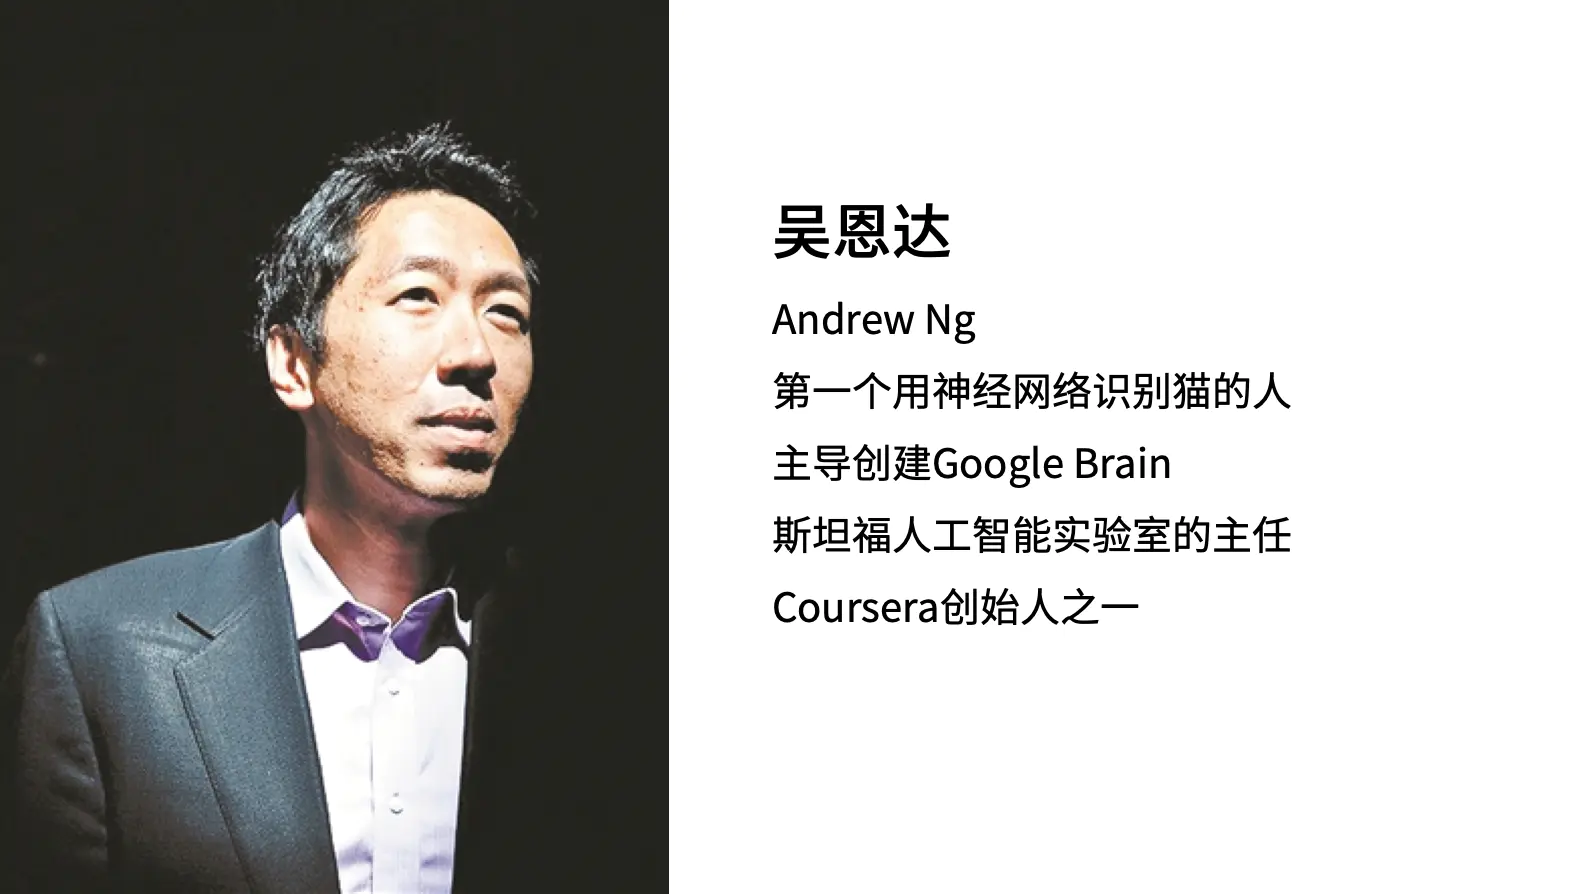 吴恩达
Andrew Ng
第一个用神经网络识别猫的人
主导创建Google Brain
斯坦福人工智能实验室的主任
Coursera创始人之一